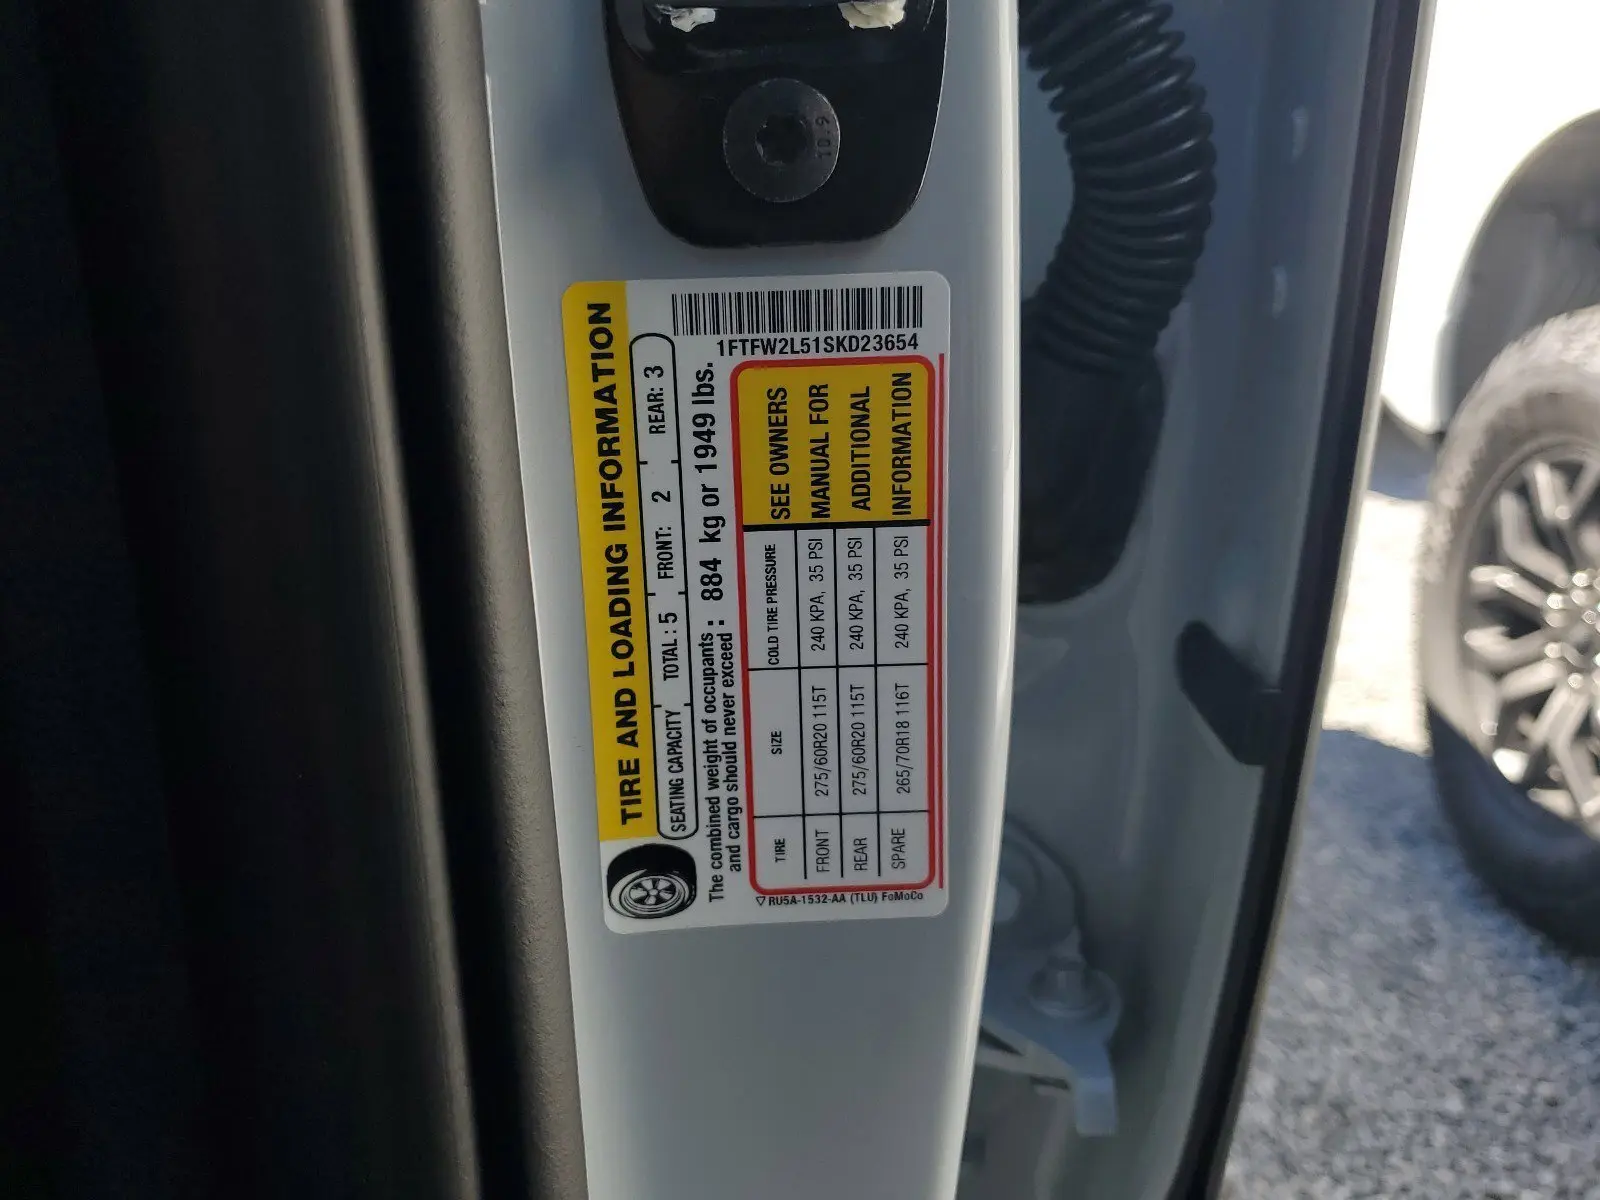 10.9
1FTFW2L51SKD23654
TIRE AND LOADING INFORMATION
SEATING CAPACITY TOTAL : 5 FRONT: 2 REAR: 3
The combined weight of occupants
and cargo should never exceed : 884 kg or 1949 lbs.
TIRE SIZE COLD TIRE PRESSURE
FRONT 275/60R20 115T 240 KPA, 35 PSI
REAR 275/60R20 115T 240 KPA, 35 PSI
SPARE 265/70R18 116T 240 KPA, 35 PSI
SEE OWNERS
MANUAL FOR
ADDITIONAL
INFORMATION
RU5A-1532-AA (TLU) FoMoCo